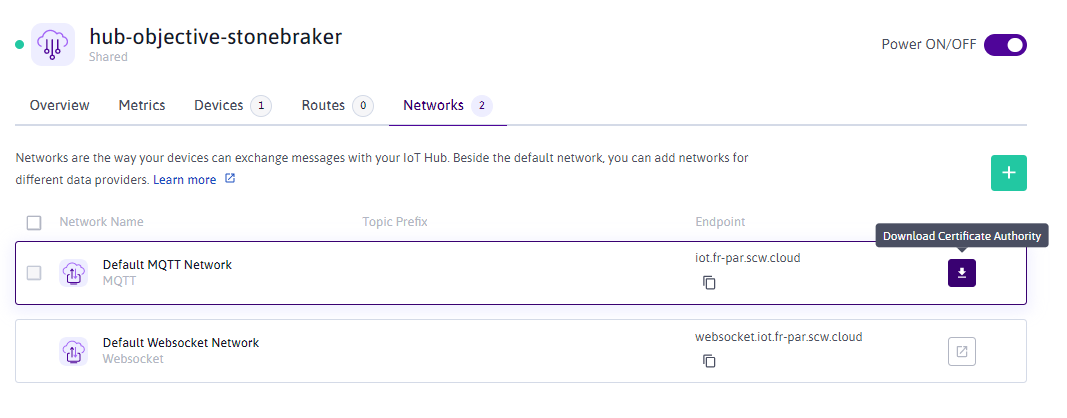 hub-objective-stonebraker
Shared
Power ON/OFF
Overview Metrics Devices 1 Routes 0 Networks 2
Networks are the way your devices can exchange messages with your IoT Hub. Beside the default network, you can add networks for
different data providers. Learn more
+
Network Name Topic Prefix Endpoint
Download Certificate Authority
Default MQTT Network
MQTT
iot.fr-par.scw.cloud
Default Websocket Network
Websocket
websocket.iot.fr-par.scw.cloud